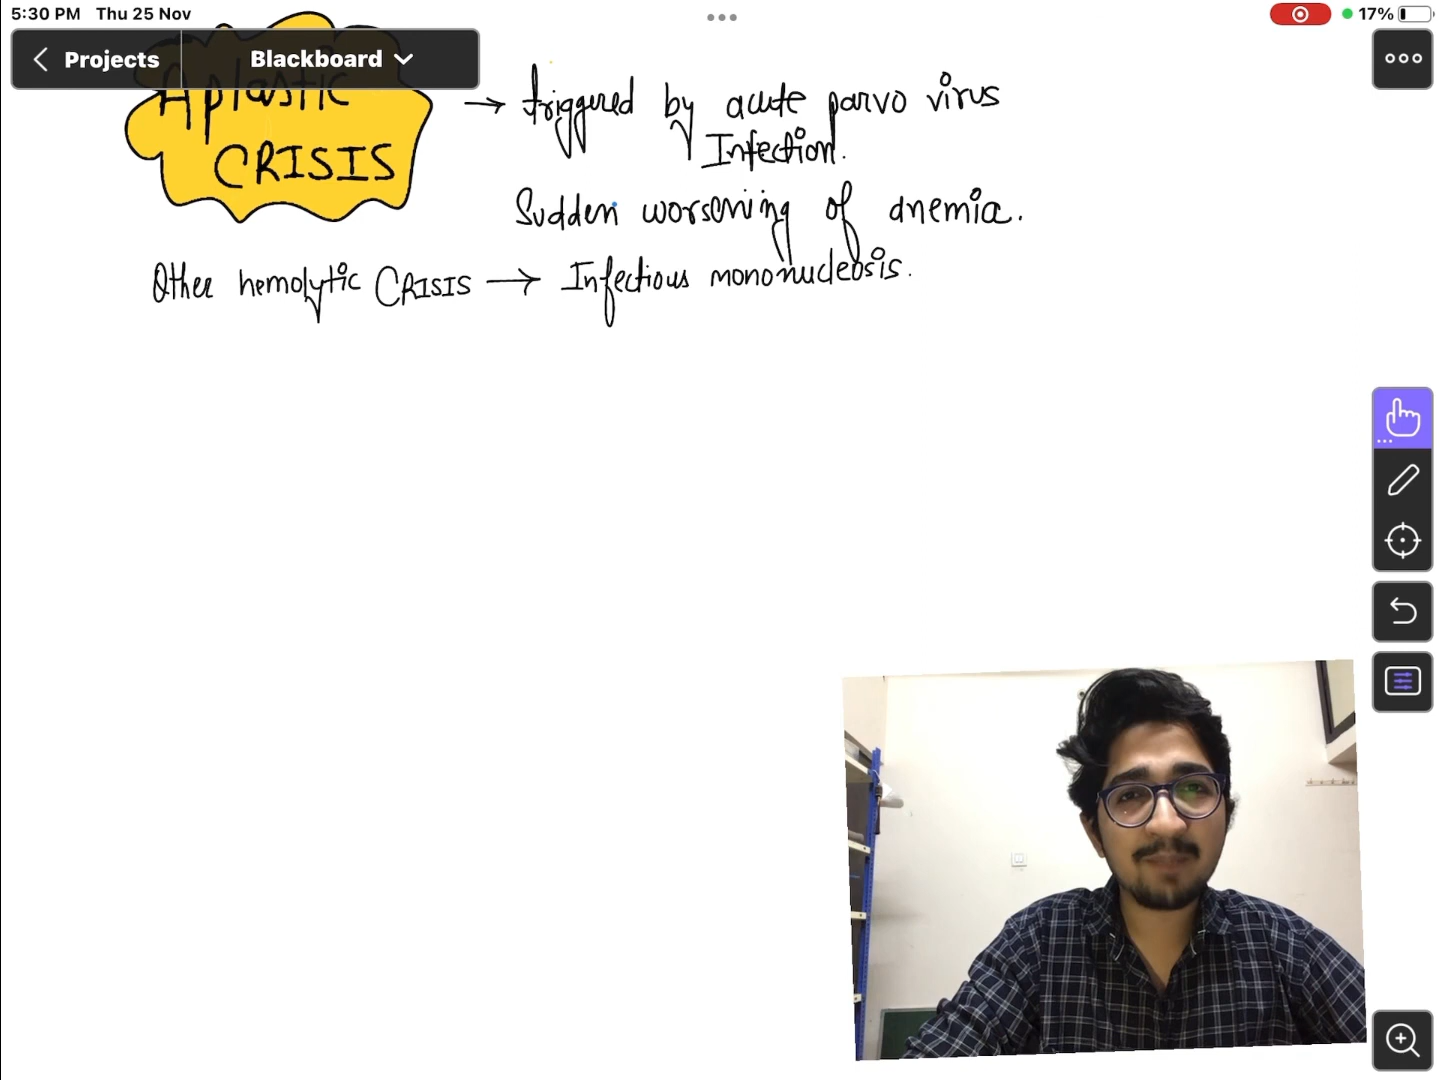 5:30 PM Thu 25 Nov
17%
Projects Blackboard
Aplastic
CRISIS
→ triggered by acute parvo virus
Infection.
Sudden worsening of anemia.
Other hemolytic CRISIS → Infectious mononucleosis.